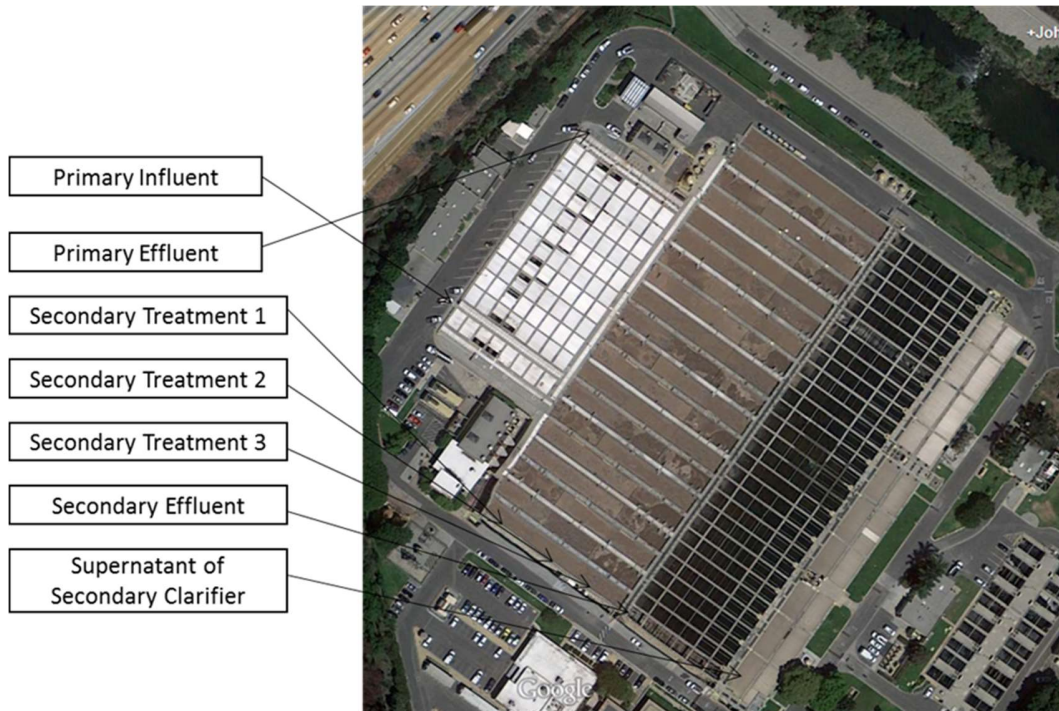 +Joh
Primary Influent
Primary Effluent
Secondary Treatment 1
Secondary Treatment 2
Secondary Treatment 3
Secondary Effluent
Supernatant of
Secondary Clarifier
Google